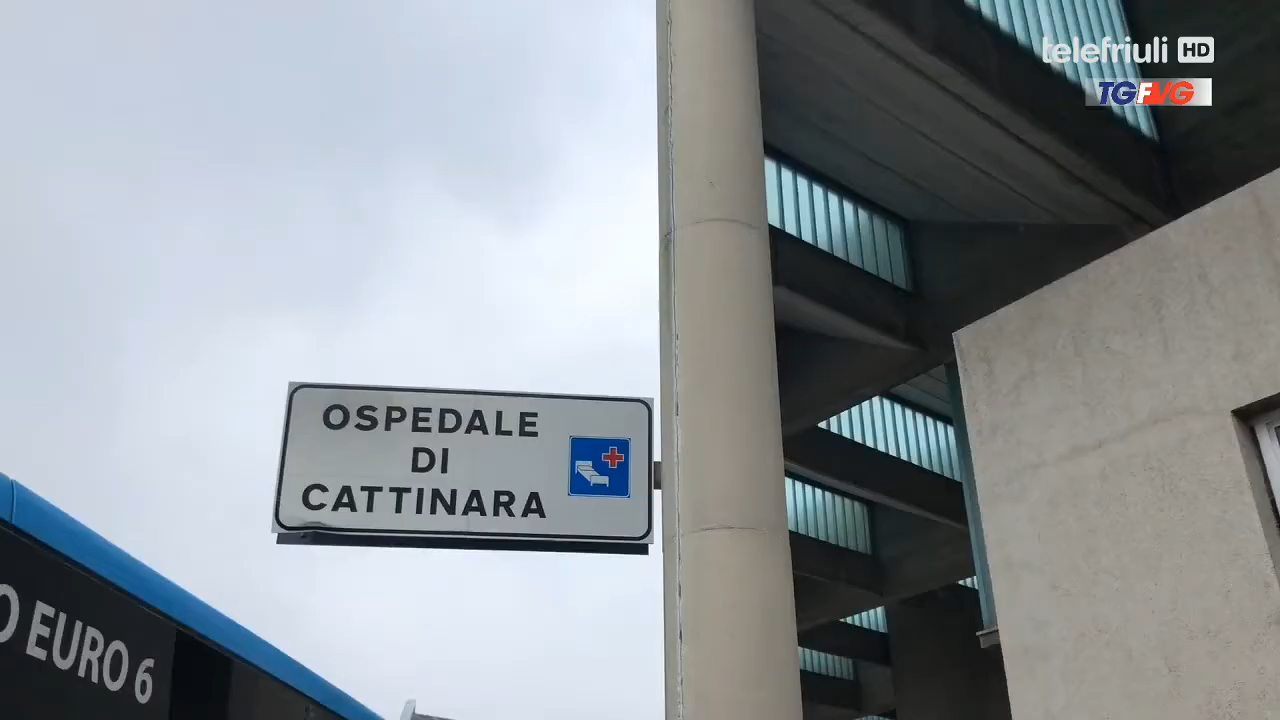 telefriuli HD
TGFVG
OSPEDALE
DI
CATTINARA
O EURO 6